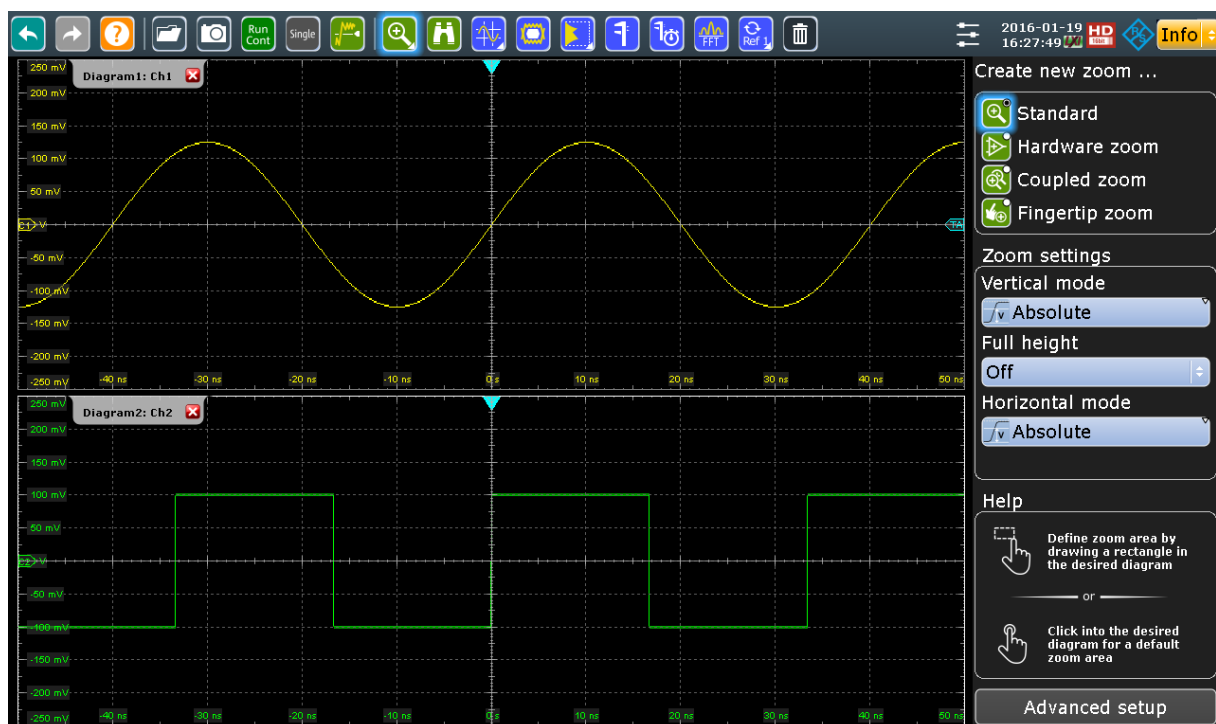 Run
Cont
Single
FFT
Ref 1
2016-01-19
16:27:49
HD
Info
250 mV
Diagram1: Ch1
200 mV
150 mV
100 mV
50 mV
C1
V
TA
-50 mV
-100 mV
-150 mV
-200 mV
-250 mV
-40 ns
-30 ns
-20 ns
-10 ns
0 s
10 ns
20 ns
30 ns
40 ns
50 ns
250 mV
Diagram2: Ch2
200 mV
150 mV
100 mV
50 mV
C2
V
-50 mV
-100 mV
-150 mV
-200 mV
-250 mV
-40 ns
-30 ns
-20 ns
-10 ns
0 s
10 ns
20 ns
30 ns
40 ns
50 ns
Create new zoom ...
Standard
Hardware zoom
Coupled zoom
Fingertip zoom
Zoom settings
Vertical mode
Absolute
Full height
Off
Horizontal mode
Absolute
Help
Define zoom area by
drawing a rectangle in
the desired diagram
or
Click into the desired
diagram for a default
zoom area
Advanced setup